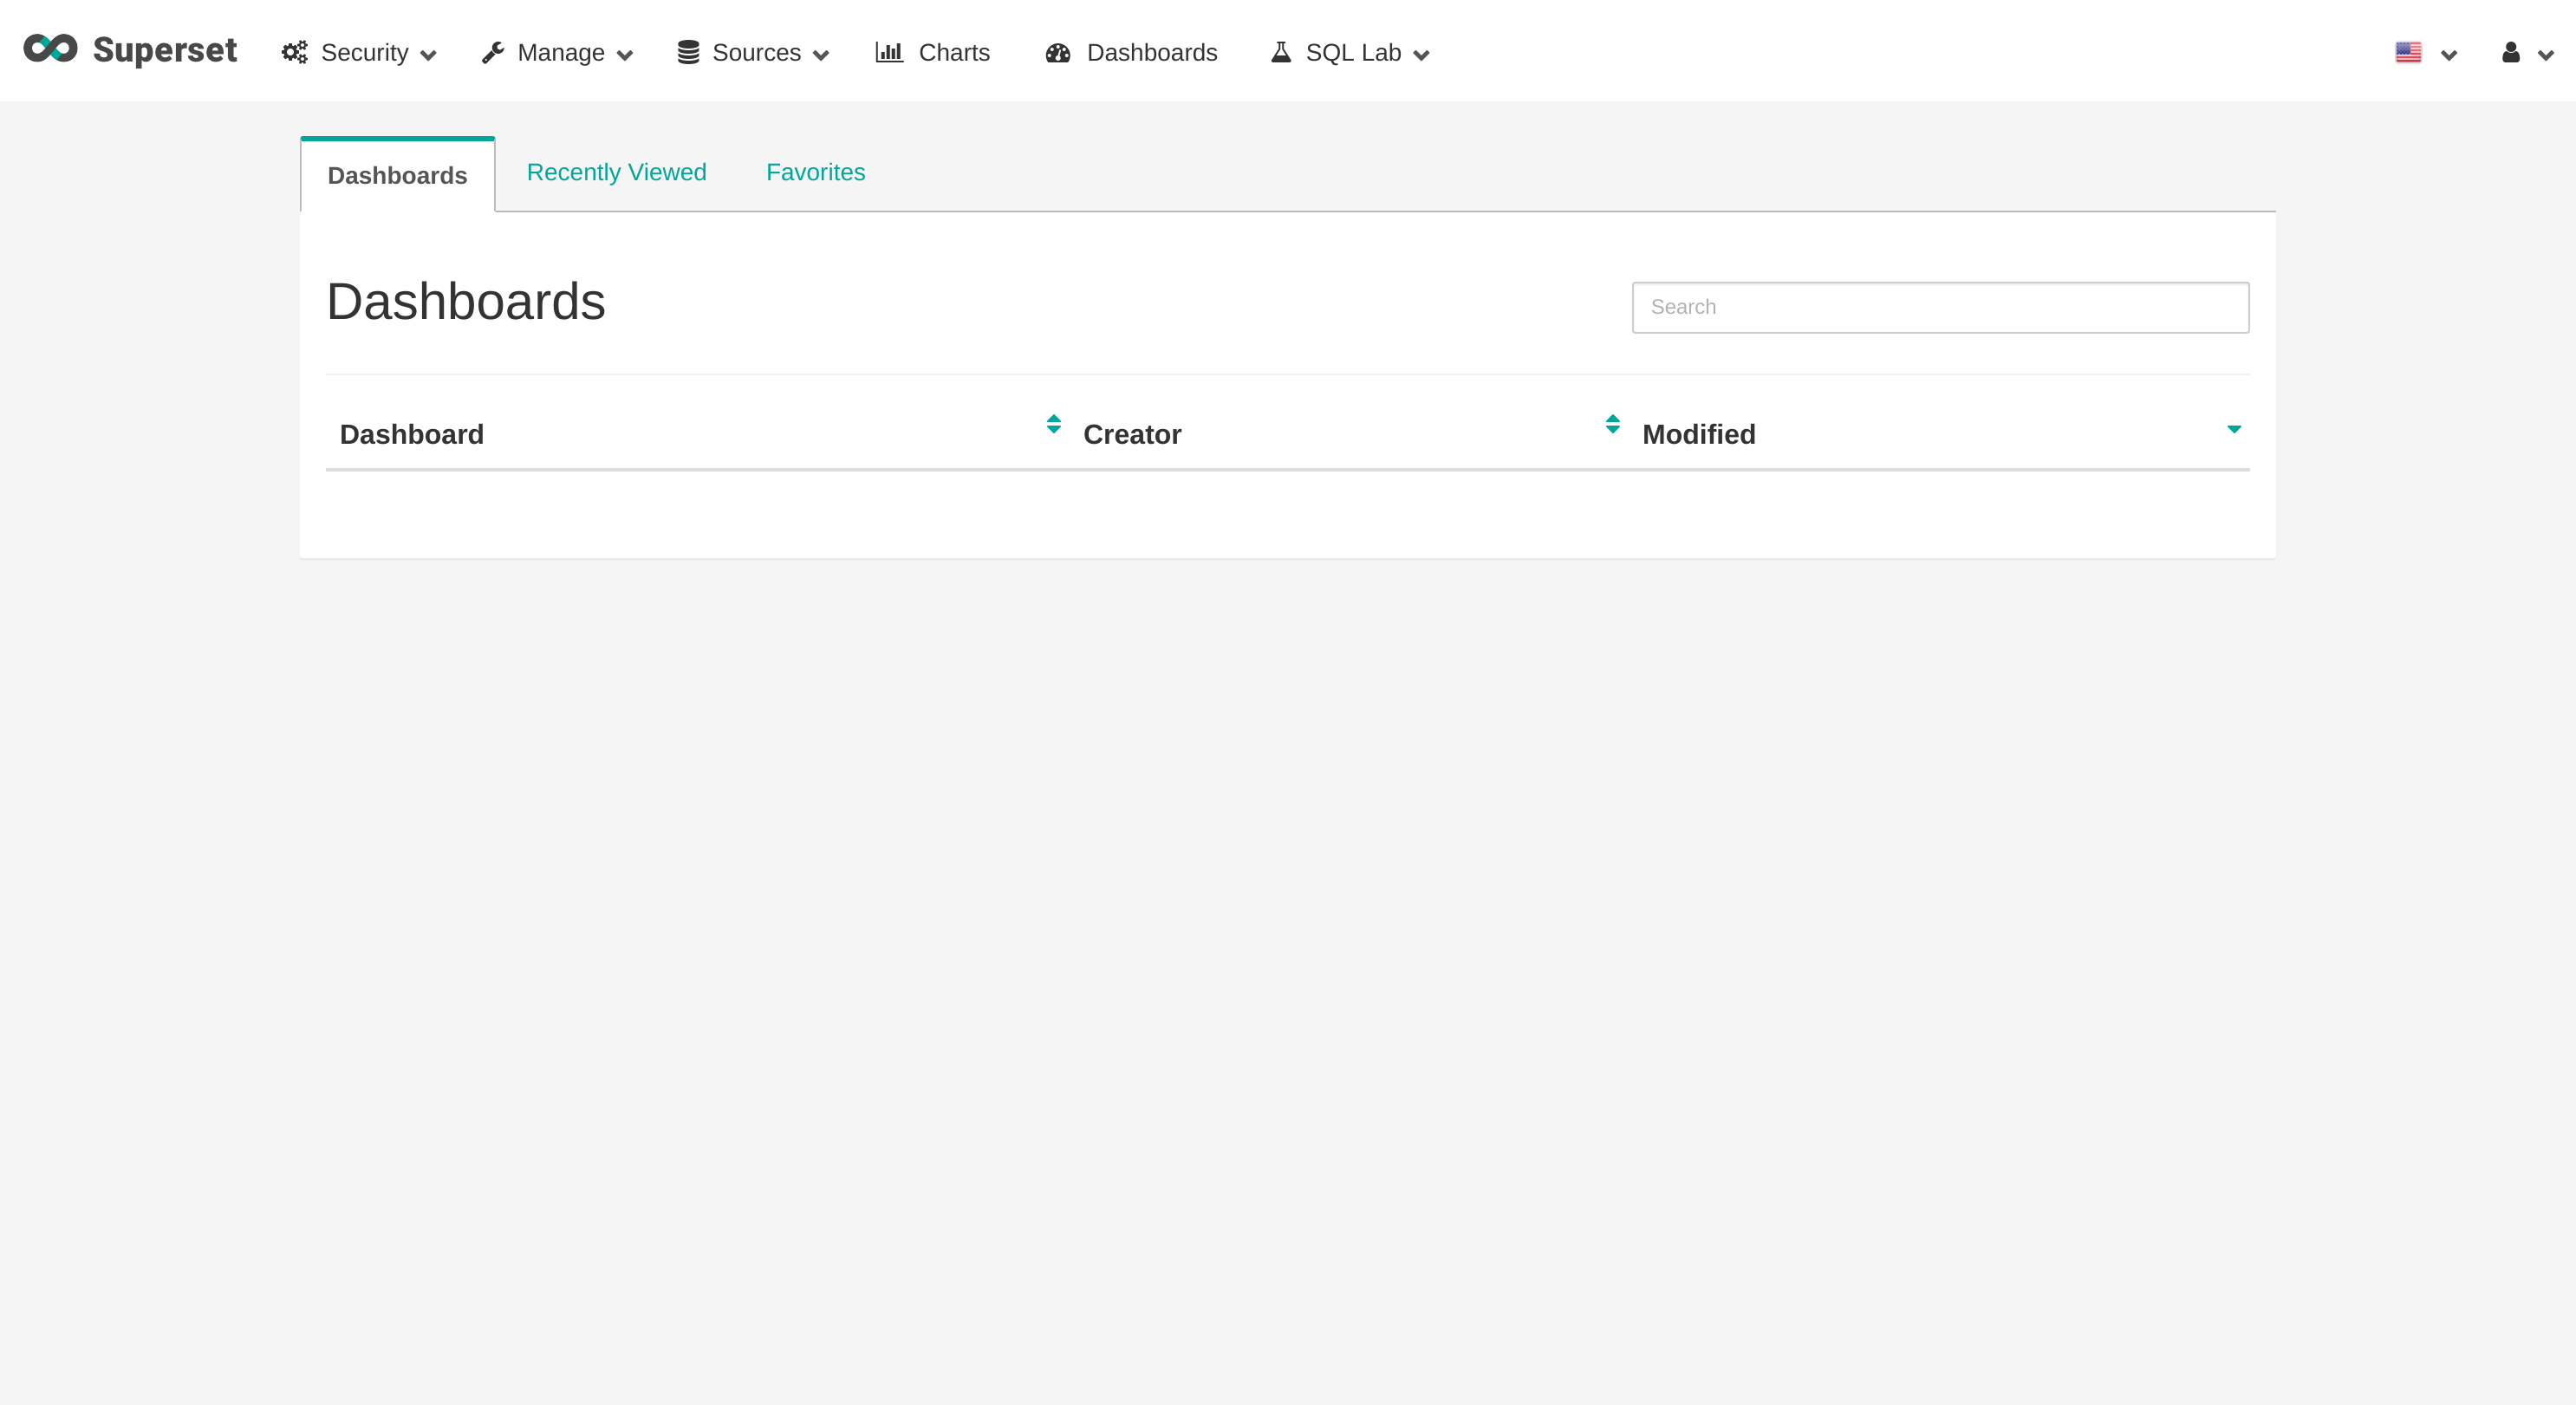 Superset Security Manage Sources Charts Dashboards SQL Lab
Dashboards Recently Viewed Favorites
Dashboards Search
Dashboard Creator Modified